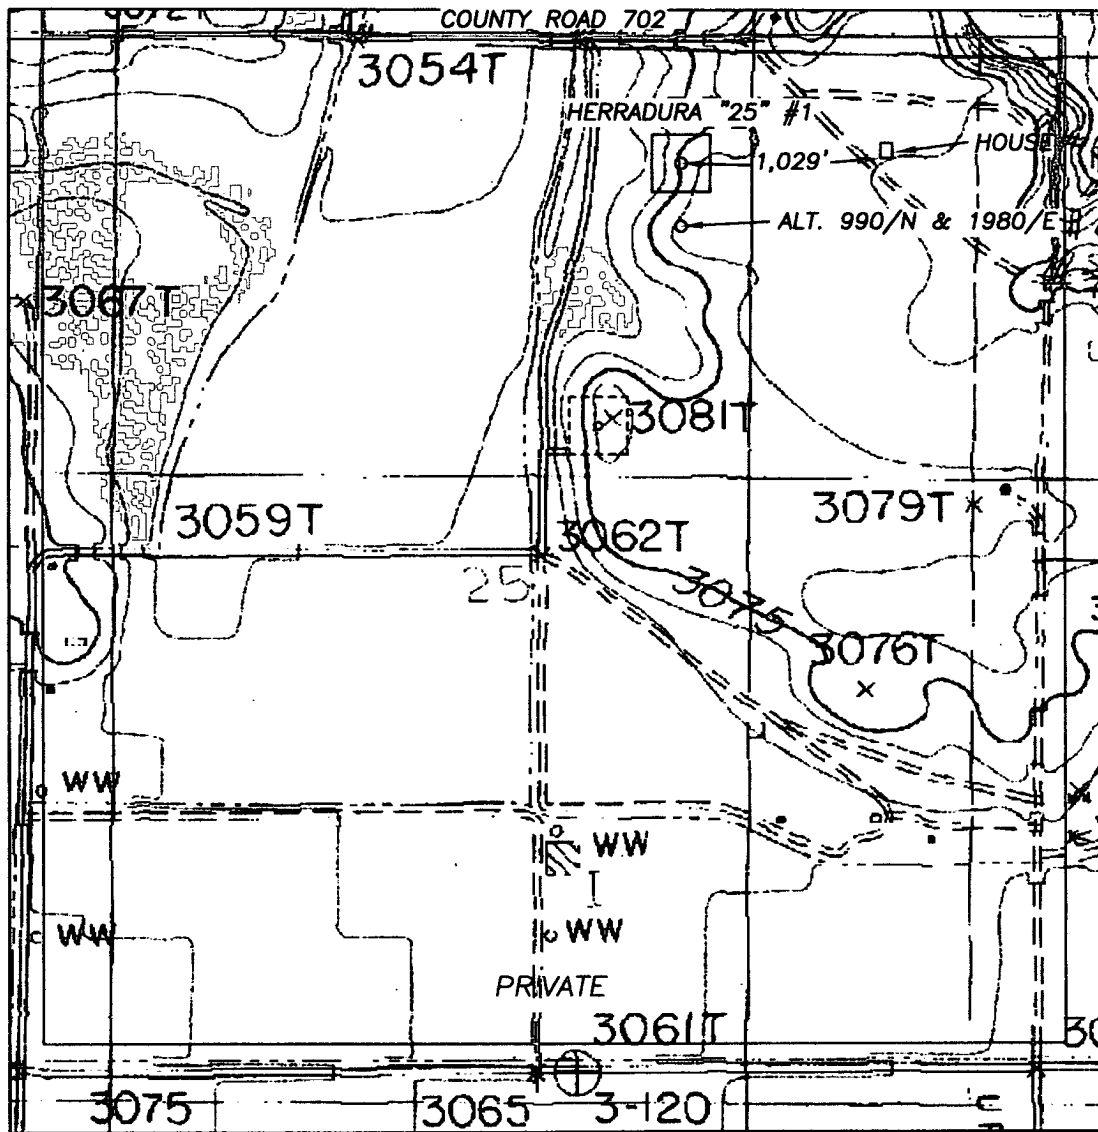 COUNTY ROAD 702
3054T
HERRADURA "25" #1
HOUSE
1,029'
ALT. 990/N & 1980/E
3067T
3081T
3059T
3079T
3062T
25
3075
3076T
WW
WW
I
WW
WW
PRIVATE
3061T
3075
3065
3-120